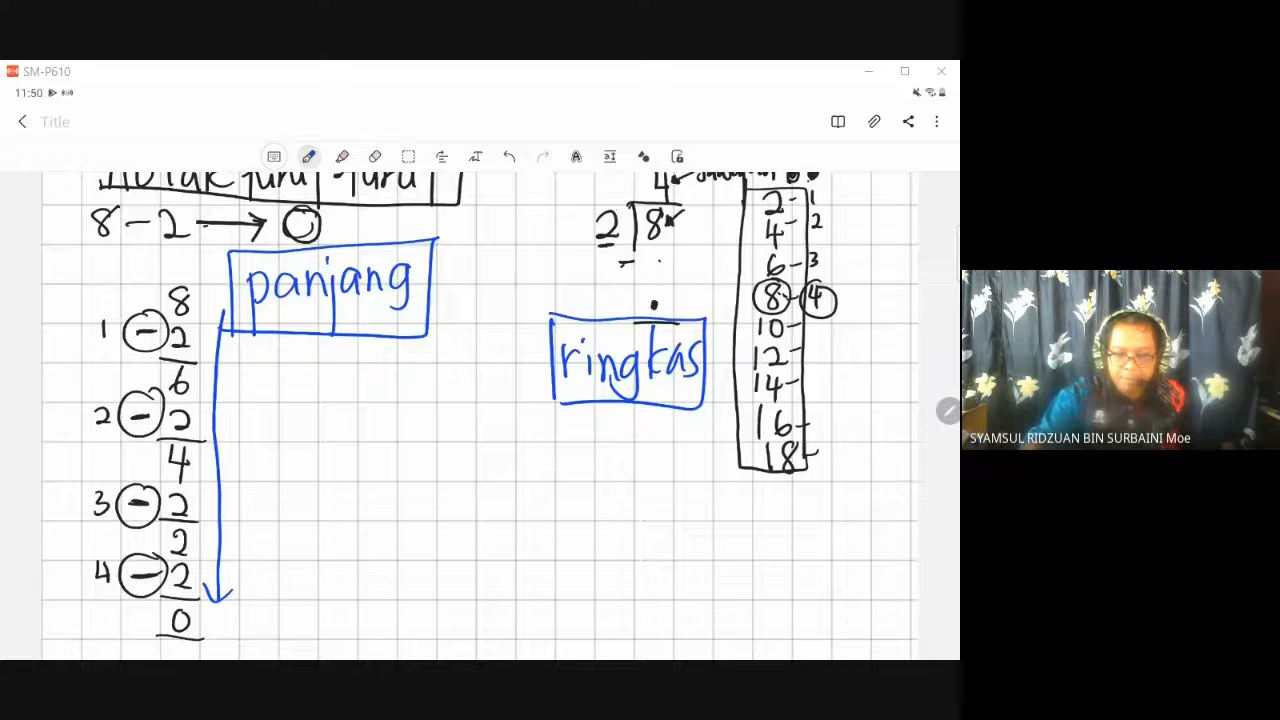 SM-P610
11:50
Title
8 - 2 → O
panjang
8
1 - 2
6
2 - 2
4
3 - 2
2
4 - 2
0
4
2 8
ringkas
2 - 1
4 - 2
6 - 3
8 - 4
10 -
12 -
14 -
16 -
18 -
SYAMSUL RIDZUAN BIN SURBAINI Moe